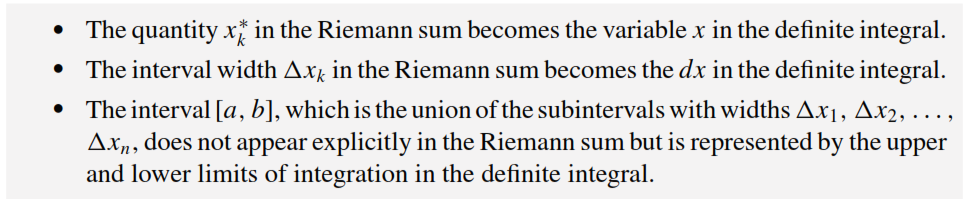 • The quantity x*k in the Riemann sum becomes the variable x in the definite integral.
• The interval width Δxk in the Riemann sum becomes the dx in the definite integral.
• The interval [a, b], which is the union of the subintervals with widths Δx1, Δx2, . . . ,
Δxn, does not appear explicitly in the Riemann sum but is represented by the upper
and lower limits of integration in the definite integral.